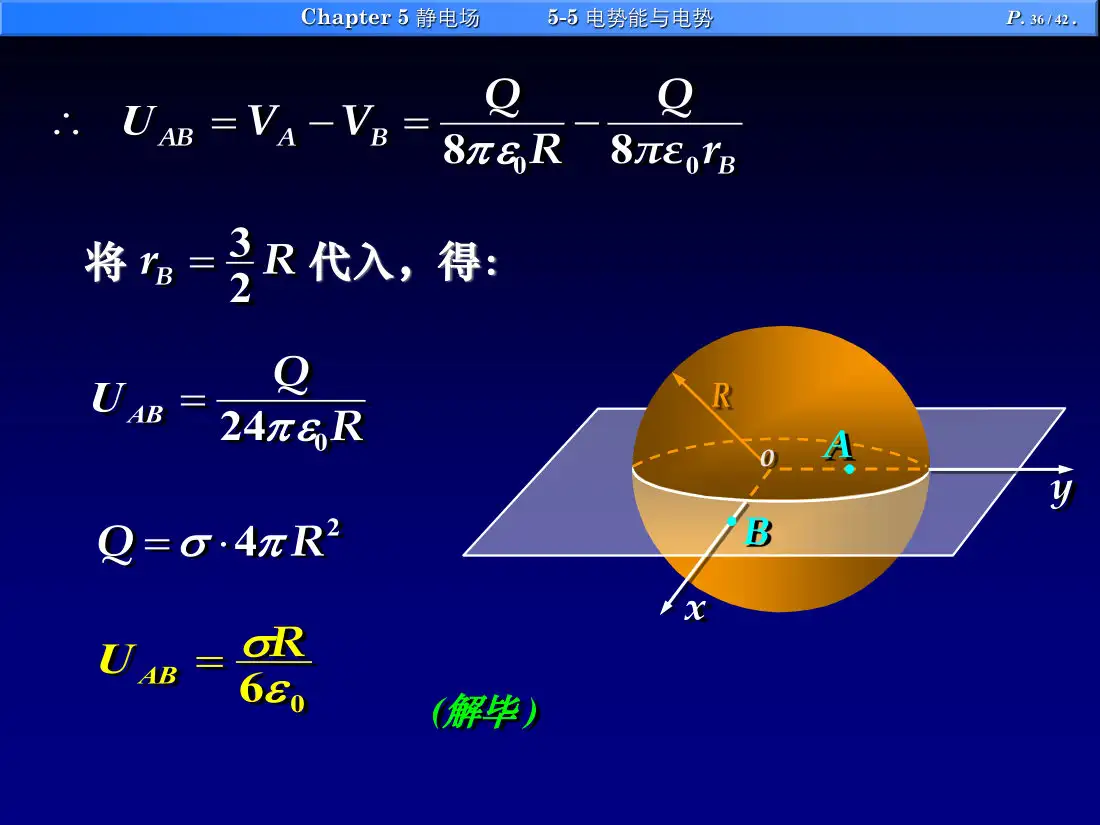 Chapter 5 静电场 5-5 电势能与电势 P. 36 / 42 .
∴ U_AB = V_A − V_B = Q/(8πε₀R) − Q/(8πε₀r_B)
将 r_B = 3/2 R 代入，得：
U_AB = Q/(24πε₀R)
Q = σ · 4πR²
U_AB = σR/(6ε₀)
(解毕)
R
A
o
y
B
x